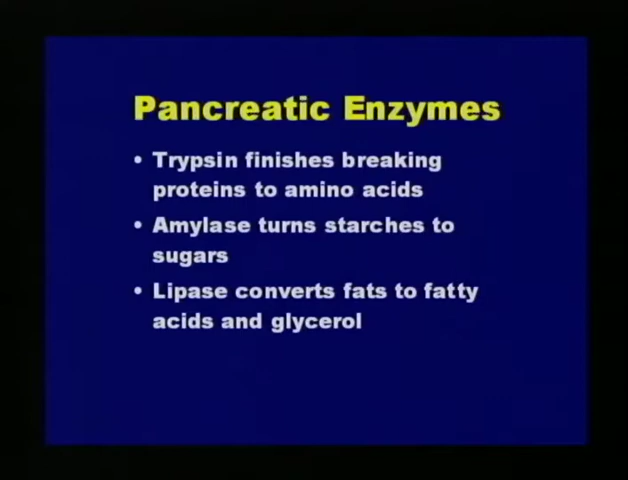 Pancreatic Enzymes
• Trypsin finishes breaking
proteins to amino acids
• Amylase turns starches to
sugars
• Lipase converts fats to fatty
acids and glycerol